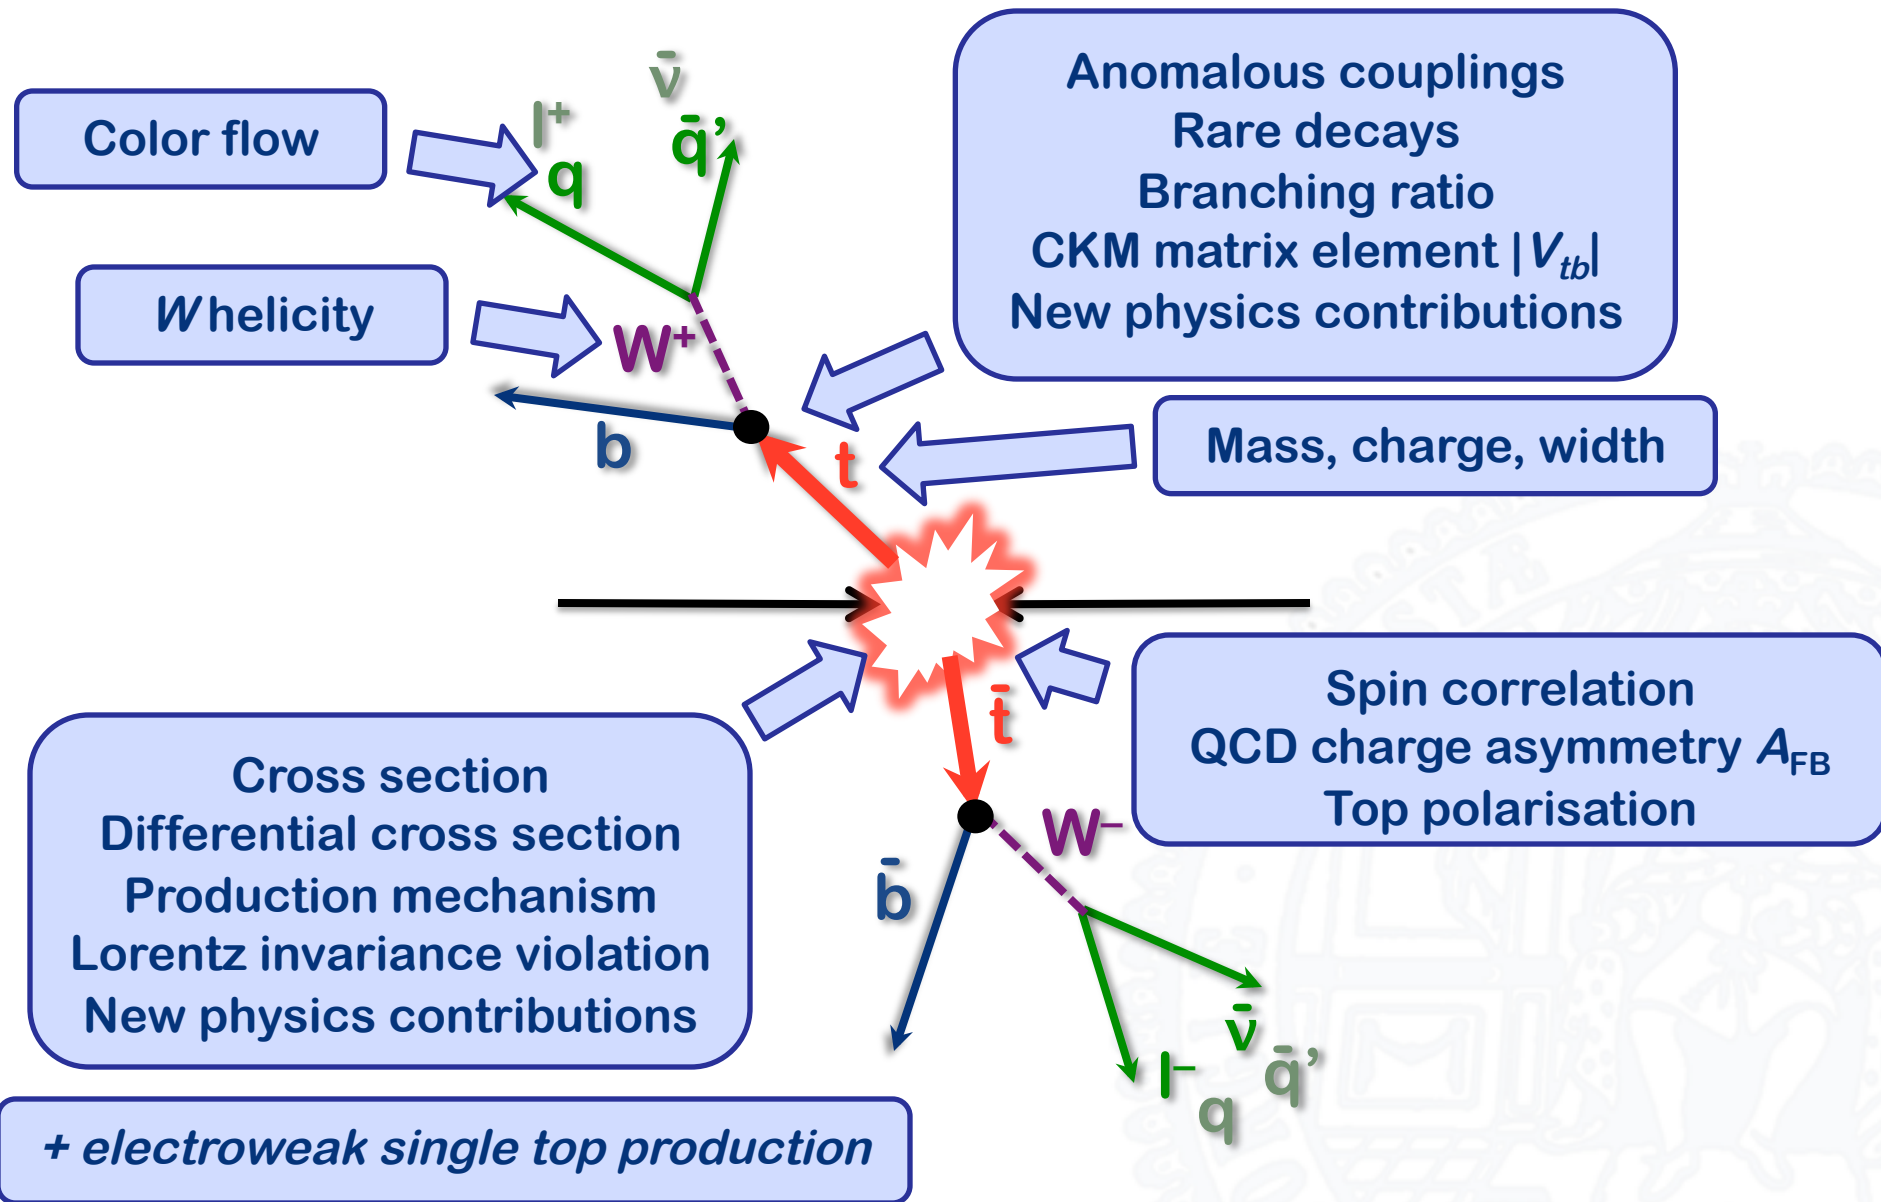 Color flow
W helicity
l⁺
q
ν̄
q̄’
W⁺
b
t
Anomalous couplings
Rare decays
Branching ratio
CKM matrix element |V_tb|
New physics contributions
Mass, charge, width
Spin correlation
QCD charge asymmetry A_FB
Top polarisation
t̄
W⁻
b̄
l⁻
q
ν̄
q̄’
Cross section
Differential cross section
Production mechanism
Lorentz invariance violation
New physics contributions
+ electroweak single top production